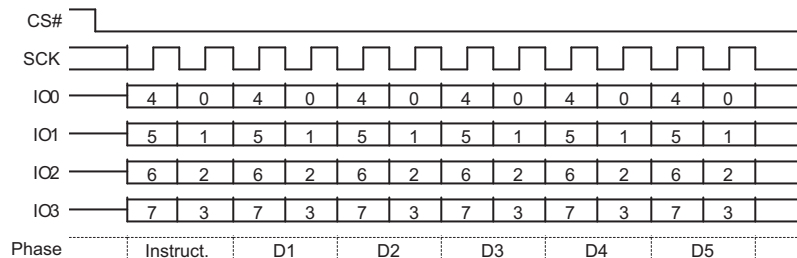 CS#
SCK
IO0 4 0 4 0 4 0 4 0 4 0 4 0
IO1 5 1 5 1 5 1 5 1 5 1 5 1
IO2 6 2 6 2 6 2 6 2 6 2 6 2
IO3 7 3 7 3 7 3 7 3 7 3 7 3
Phase Instruct. D1 D2 D3 D4 D5